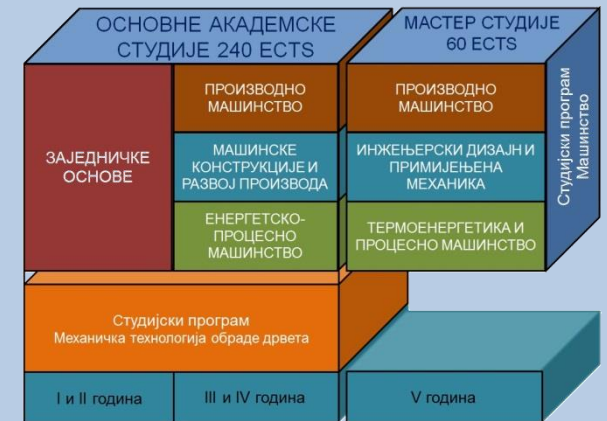 ОСНОВНЕ АКАДЕМСКЕ
СТУДИЈЕ 240 ECTS
МАСТЕР СТУДИЈЕ
60 ECTS
ЗАЈЕДНИЧКЕ
ОСНОВЕ
ПРОИЗВОДНО
МАШИНСТВО
МАШИНСКЕ
КОНСТРУКЦИЈЕ И
РАЗВОЈ ПРОИЗВОДА
ЕНЕРГЕТСКО-
ПРОЦЕСНО
МАШИНСТВО
ПРОИЗВОДНО
МАШИНСТВО
ИНЖЕЊЕРСКИ ДИЗАЈН И
ПРИМИЈЕЊЕНА
МЕХАНИКА
ТЕРМОЕНЕРГЕТИКА И
ПРОЦЕСНО МАШИНСТВО
Студијски програм
Машинство
Студијски програм
Механичка технологија обраде дрвета
I и II година
III и IV година
V година